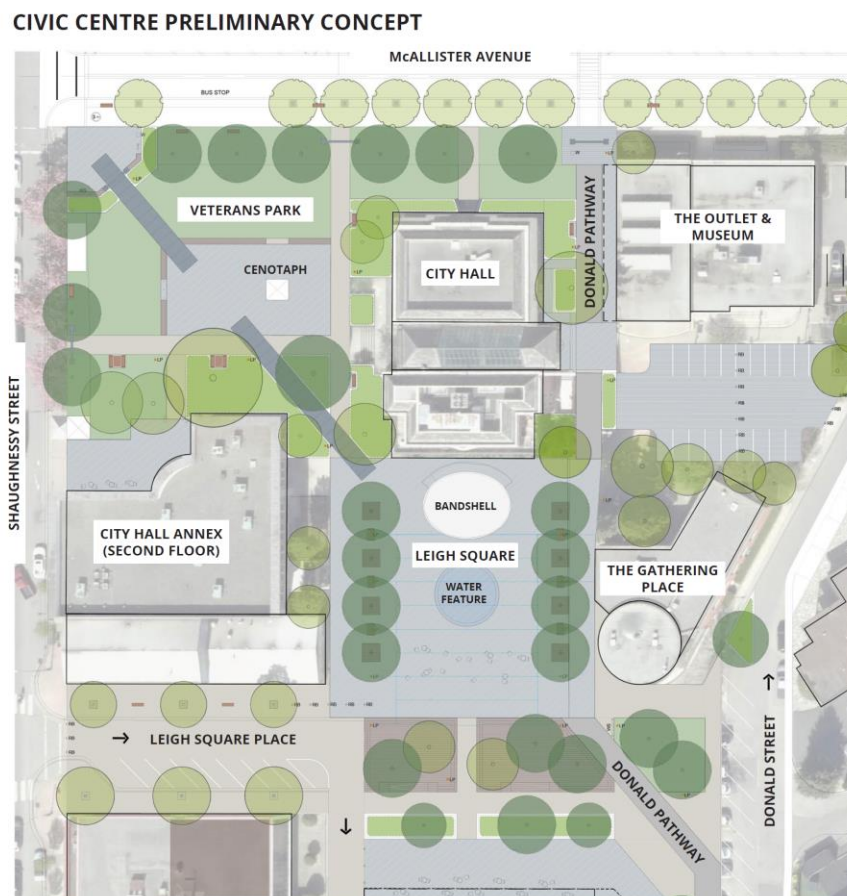 CIVIC CENTRE PRELIMINARY CONCEPT
McALLISTER AVENUE
BUS STOP
VETERANS PARK
CENOTAPH
CITY HALL
DONALD PATHWAY
THE OUTLET &
MUSEUM
SHAUGHNESSY STREET
CITY HALL ANNEX
(SECOND FLOOR)
BANDSHELL
LEIGH SQUARE
WATER
FEATURE
THE GATHERING
PLACE
LEIGH SQUARE PLACE
DONALD PATHWAY
DONALD STREET